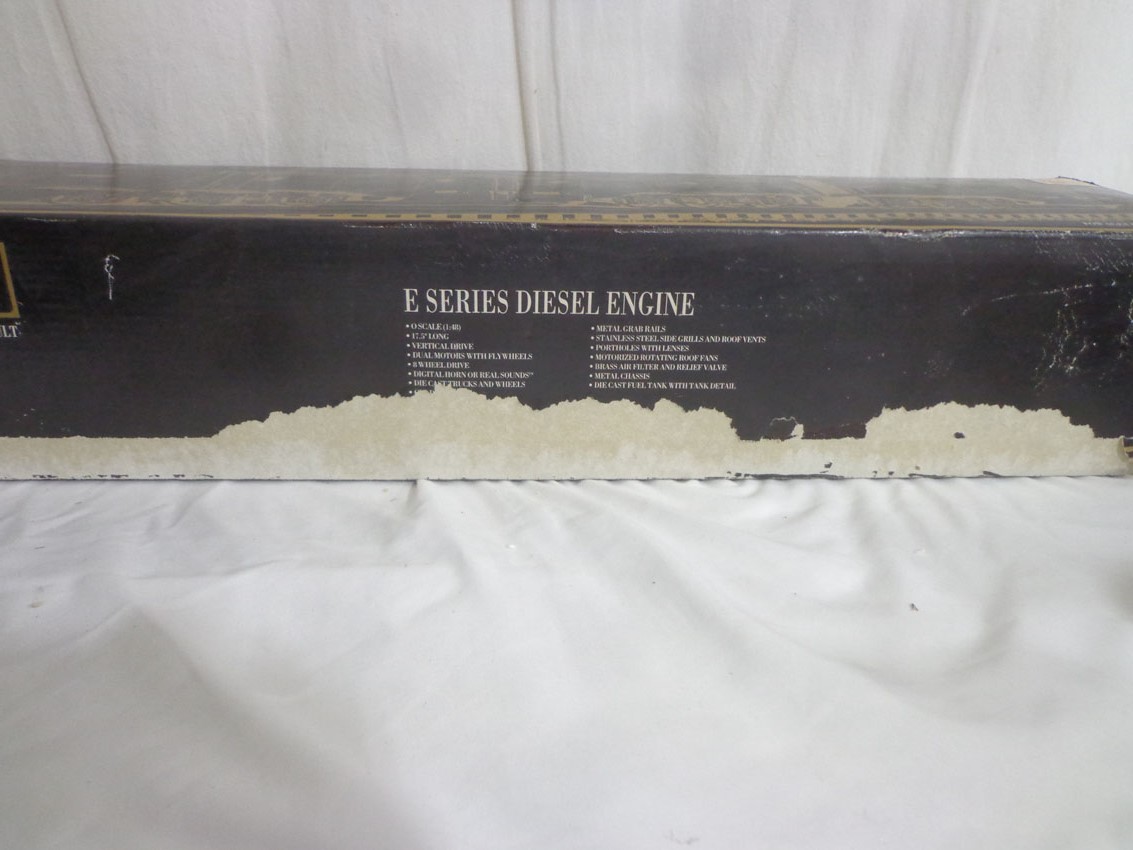 E SERIES DIESEL ENGINE
• O SCALE (1:48)
• 17.5" LONG
• VERTICAL DRIVE
• DUAL MOTORS WITH FLYWHEELS
• 8 WHEEL DRIVE
• DIGITAL HORN OR REAL SOUNDS™
• DIE CAST TRUCKS AND WHEELS
• METAL GRAB RAILS
• STAINLESS STEEL SIDE GRILLS AND ROOF VENTS
• PORTHOLES WITH LENSES
• MOTORIZED ROTATING ROOF FANS
• BRASS AIR FILTER AND RELIEF VALVE
• METAL CHASSIS
• DIE CAST FUEL TANK WITH TANK DETAIL